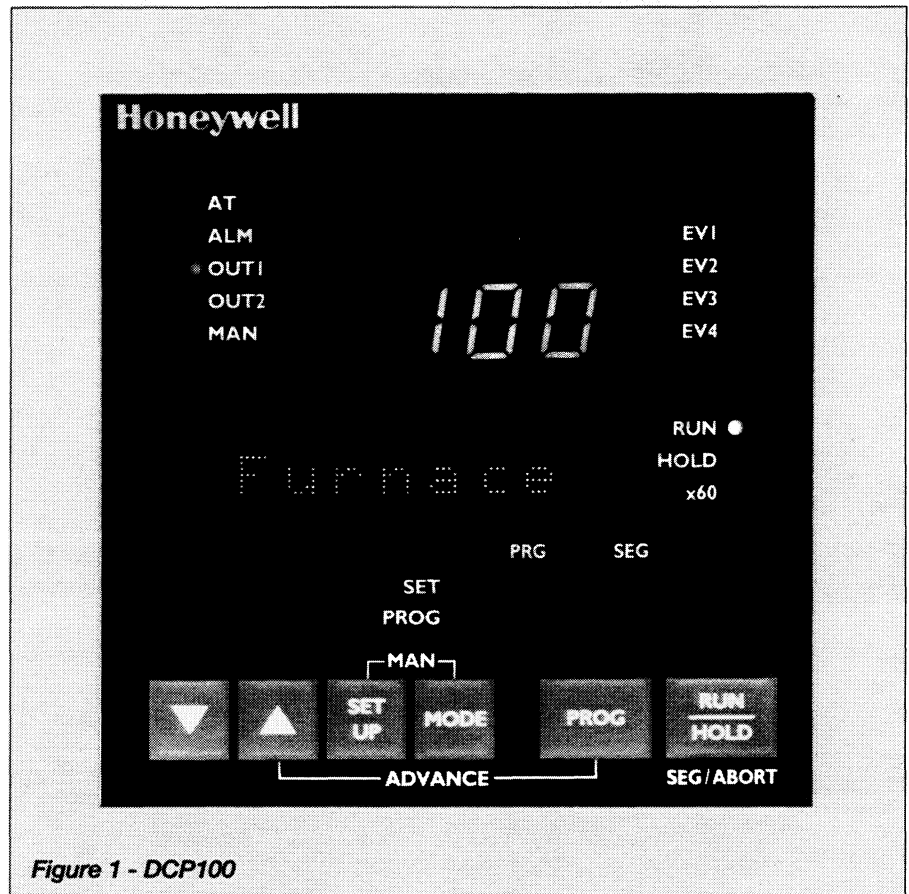 Honeywell
AT
ALM
OUT1
OUT2
MAN
100
EV1
EV2
EV3
EV4
Furnace
RUN
HOLD
x60
PRG SEG
SET
PROG
MAN
SET UP
MODE
PROG
RUN
HOLD
ADVANCE
SEG/ABORT
Figure 1 - DCP100